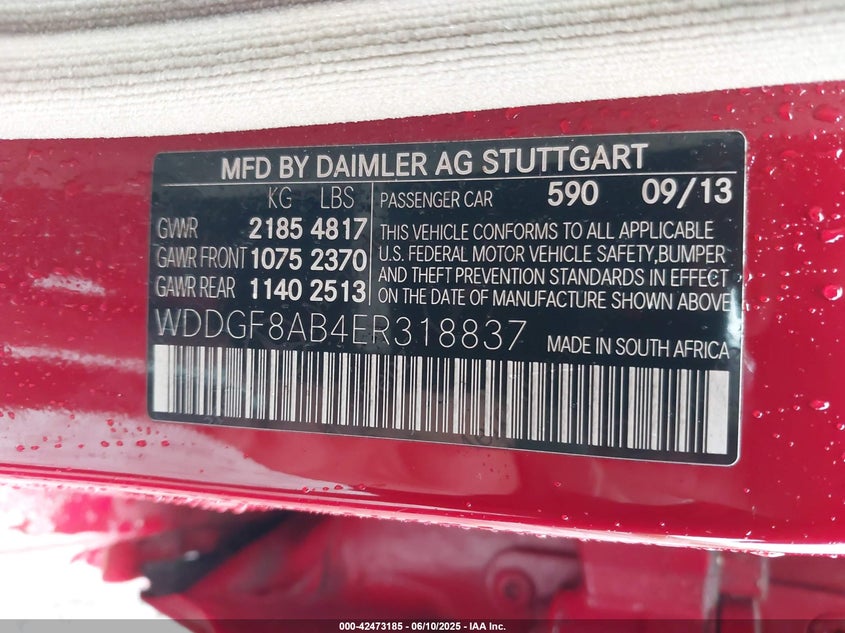 MFD BY DAIMLER AG STUTTGART
KG LBS
GVWR 2185 4817
GAWR FRONT 1075 2370
GAWR REAR 1140 2513
PASSENGER CAR 590 09/13
THIS VEHICLE CONFORMS TO ALL APPLICABLE
U.S. FEDERAL MOTOR VEHICLE SAFETY,BUMPER
AND THEFT PREVENTION STANDARDS IN EFFECT
ON THE DATE OF MANUFACTURE SHOWN ABOVE
WDDGF8AB4ER318837 MADE IN SOUTH AFRICA
000-42473185 - 06/10/2025 - IAA Inc.